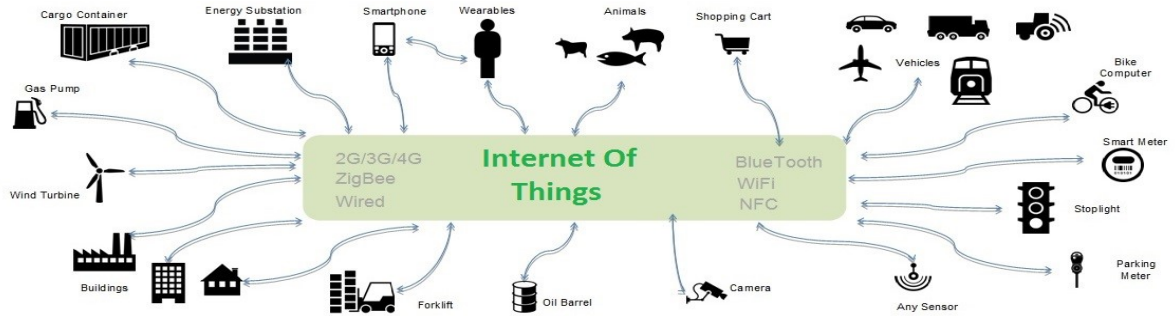 Cargo Container
Energy Substation
Smartphone
Wearables
Animals
Shopping Cart
Vehicles
Bike
Computer
Gas Pump
Smart Meter
Wind Turbine
2G/3G/4G
ZigBee
Wired
Internet Of
Things
BlueTooth
WiFi
NFC
Stoplight
Buildings
Forklift
Oil Barrel
Camera
Any Sensor
Parking
Meter